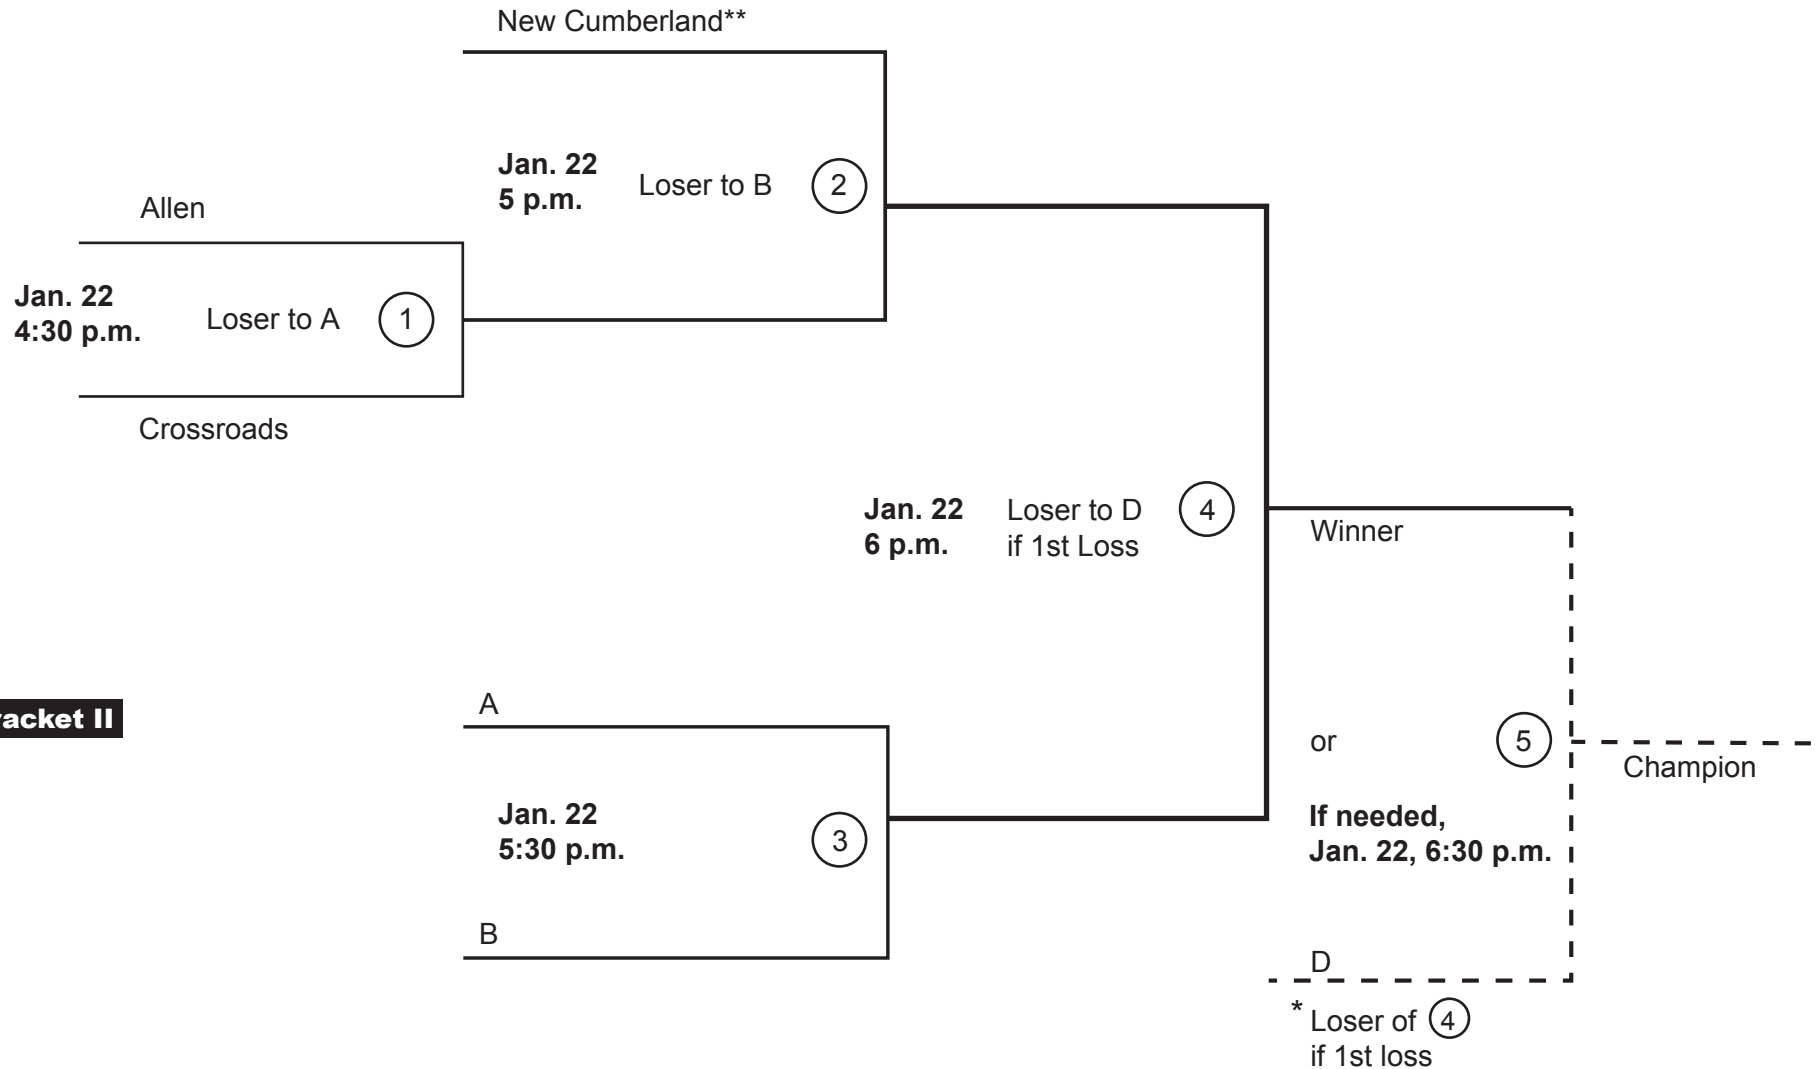 New Cumberland**
Jan. 22
5 p.m.
Loser to B
2
Allen
Jan. 22
4:30 p.m.
Loser to A
1
Crossroads
Jan. 22
6 p.m.
Loser to D
if 1st Loss
4
Winner
racket II
A
Jan. 22
5:30 p.m.
3
B
or
5
Champion
If needed,
Jan. 22, 6:30 p.m.
D
* Loser of 4
if 1st loss